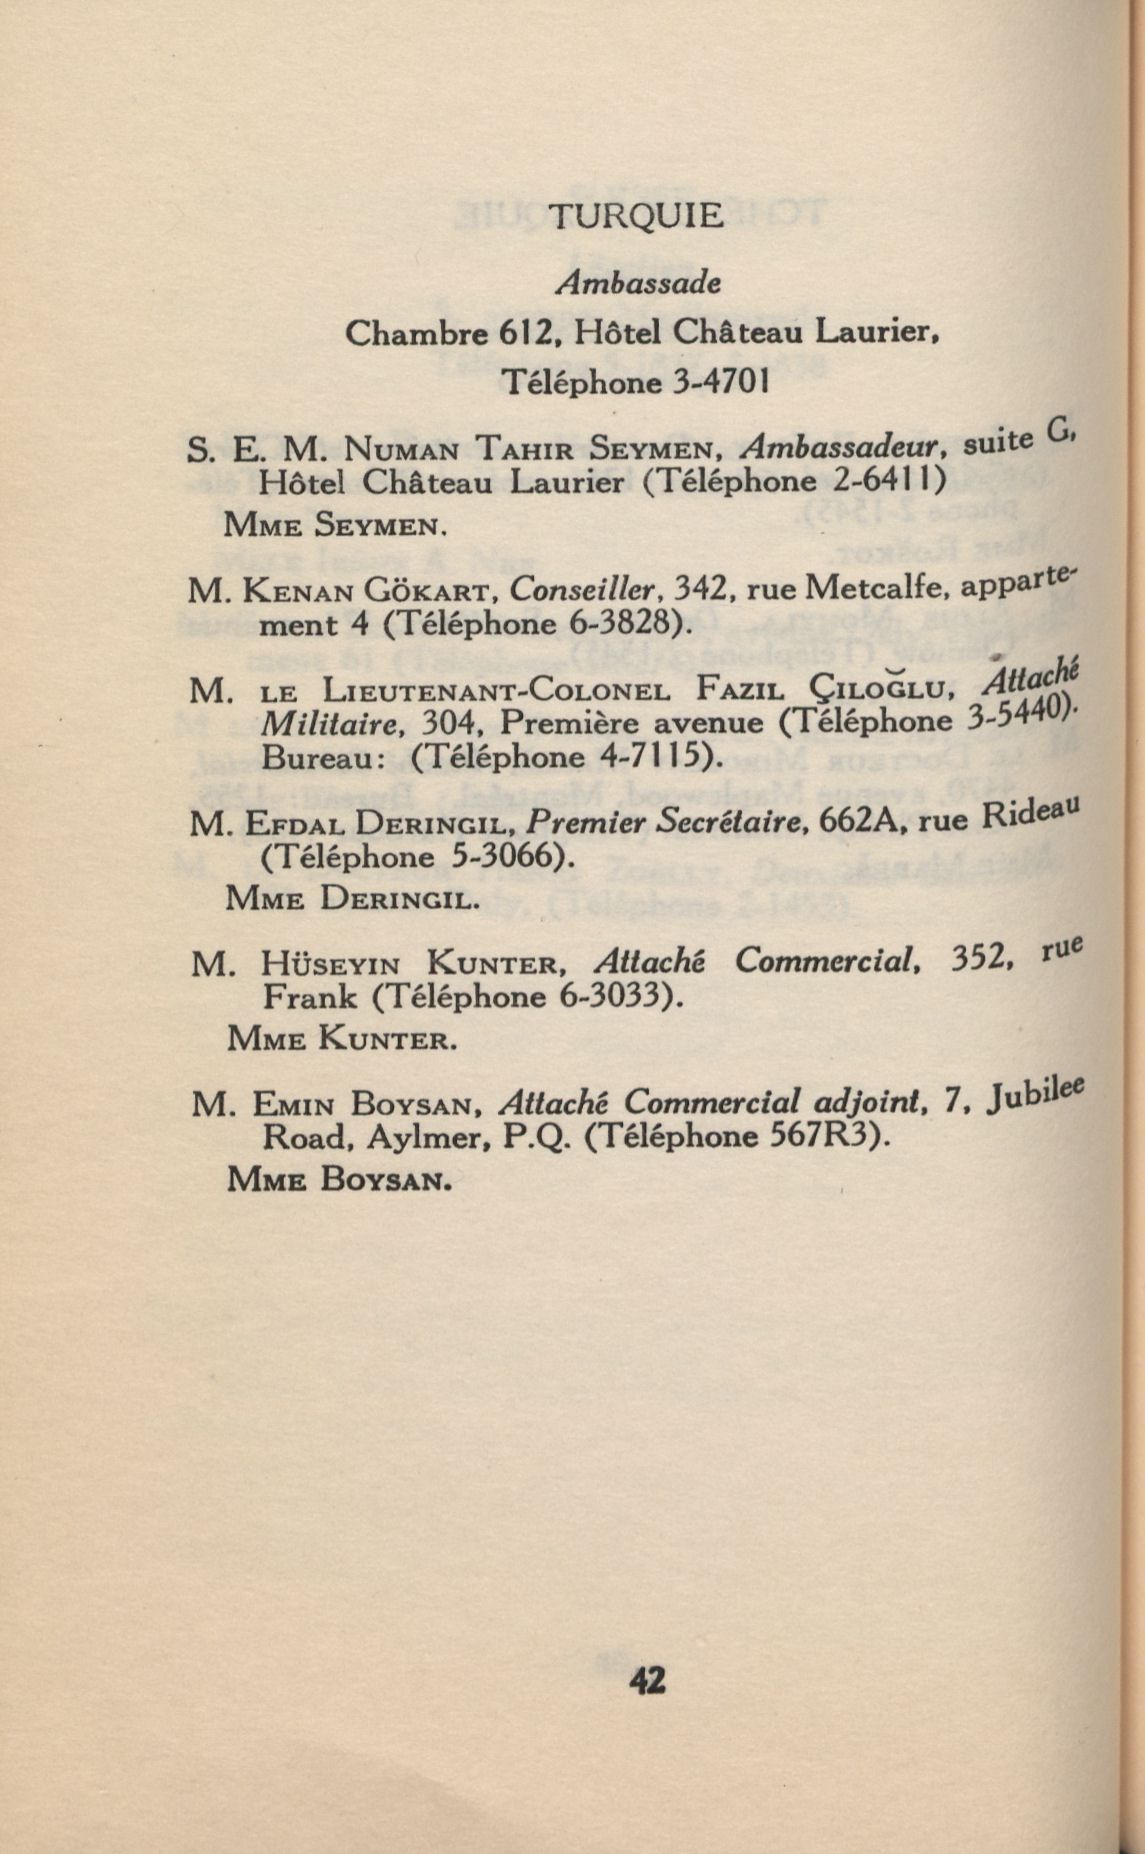 TURQUIE
Ambassade
Chambre 612, Hôtel Château Laurier,
Téléphone 3-4701
S. E. M. NUMAN TAHIR SEYMEN, Ambassadeur, suite G,
Hôtel Château Laurier (Téléphone 2-6411)
MME SEYMEN.
M. KENAN GÖKART, Conseiller, 342, rue Metcalfe, apparte-
ment 4 (Téléphone 6-3828).
M. LE LIEUTENANT-COLONEL FAZIL ÇILOĞLU, Attaché
Militaire, 304, Première avenue (Téléphone 3-5440).
Bureau: (Téléphone 4-7115).
M. EFDAL DERINGIL, Premier Secrétaire, 662A, rue Rideau
(Téléphone 5-3066).
MME DERINGIL.
M. HÜSEYIN KUNTER, Attaché Commercial, 352, rue
Frank (Téléphone 6-3033).
MME KUNTER.
M. EMIN BOYSAN, Attaché Commercial adjoint, 7, Jubilee
Road, Aylmer, P.Q. (Téléphone 567R3).
MME BOYSAN.
42